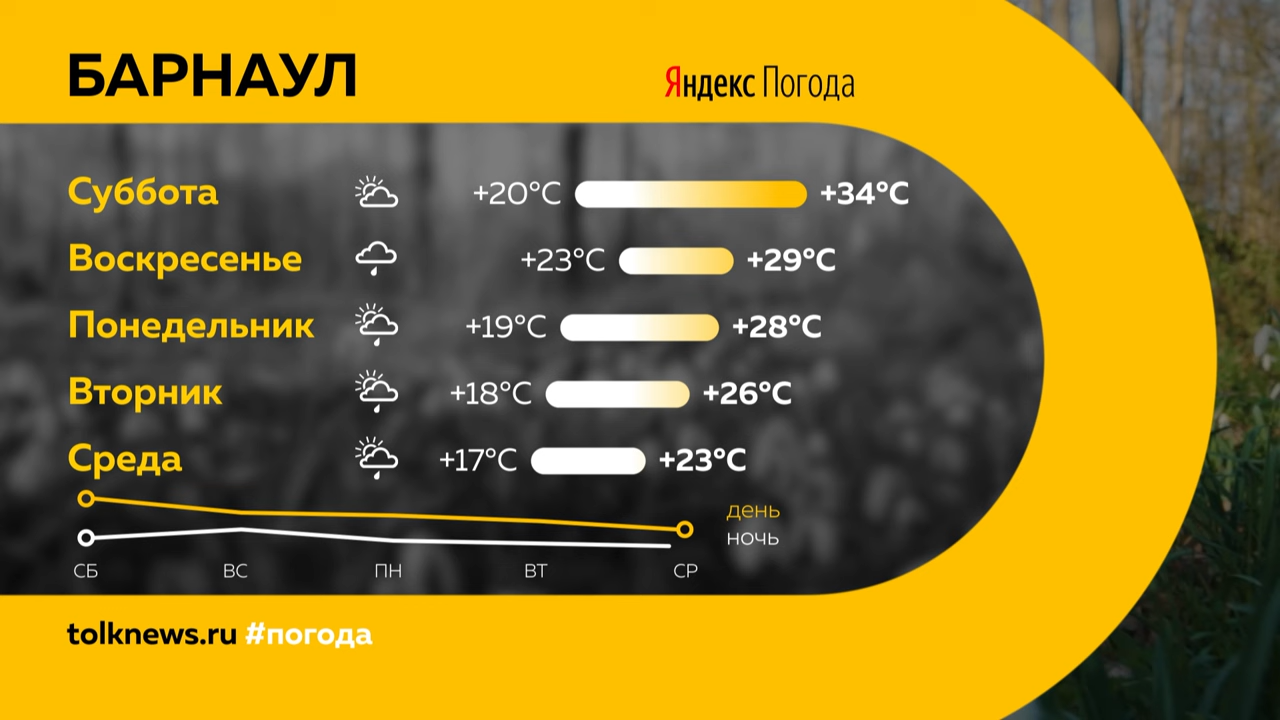 БАРНАУЛ
Яндекс Погода
Суббота +20°C +34°C
Воскресенье +23°C +29°C
Понедельник +19°C +28°C
Вторник +18°C +26°C
Среда +17°C +23°C
день
ночь
СБ ВС ПН ВТ СР
tolknews.ru #погода